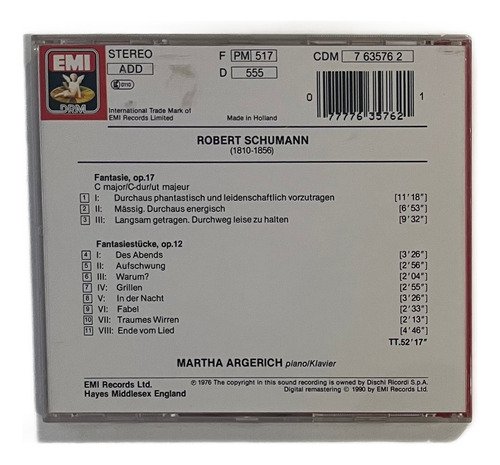 EMI
DRM
STEREO
ADD
F PM 517
D 555
CDM 7 63576 2
International Trade Mark of
EMI Records Limited
Made in Holland
0 77776 35762 1
ROBERT SCHUMANN
(1810-1856)
Fantasie, op.17
C major/C-dur/ut majeur
1 I: Durchaus phantastisch und leidenschaftlich vorzutragen [11'18"]
2 II: Mässig. Durchaus energisch [6'53"]
3 III: Langsam getragen. Durchweg leise zu halten [9'32"]
Fantasiestücke, op.12
4 I: Des Abends [3'26"]
5 II: Aufschwung [2'56"]
6 III: Warum? [2'04"]
7 IV: Grillen [2'55"]
8 V: In der Nacht [3'26"]
9 VI: Fabel [2'33"]
10 VII: Traumes Wirren [2'13"]
11 VIII: Ende vom Lied [4'46"]
TT.52'17"
MARTHA ARGERICH piano/Klavier
EMI Records Ltd.
Hayes Middlesex England
℗ 1976 The copyright in this sound recording is owned by Dischi Ricordi S.p.A.
Digital remastering © 1990 by EMI Records Ltd.